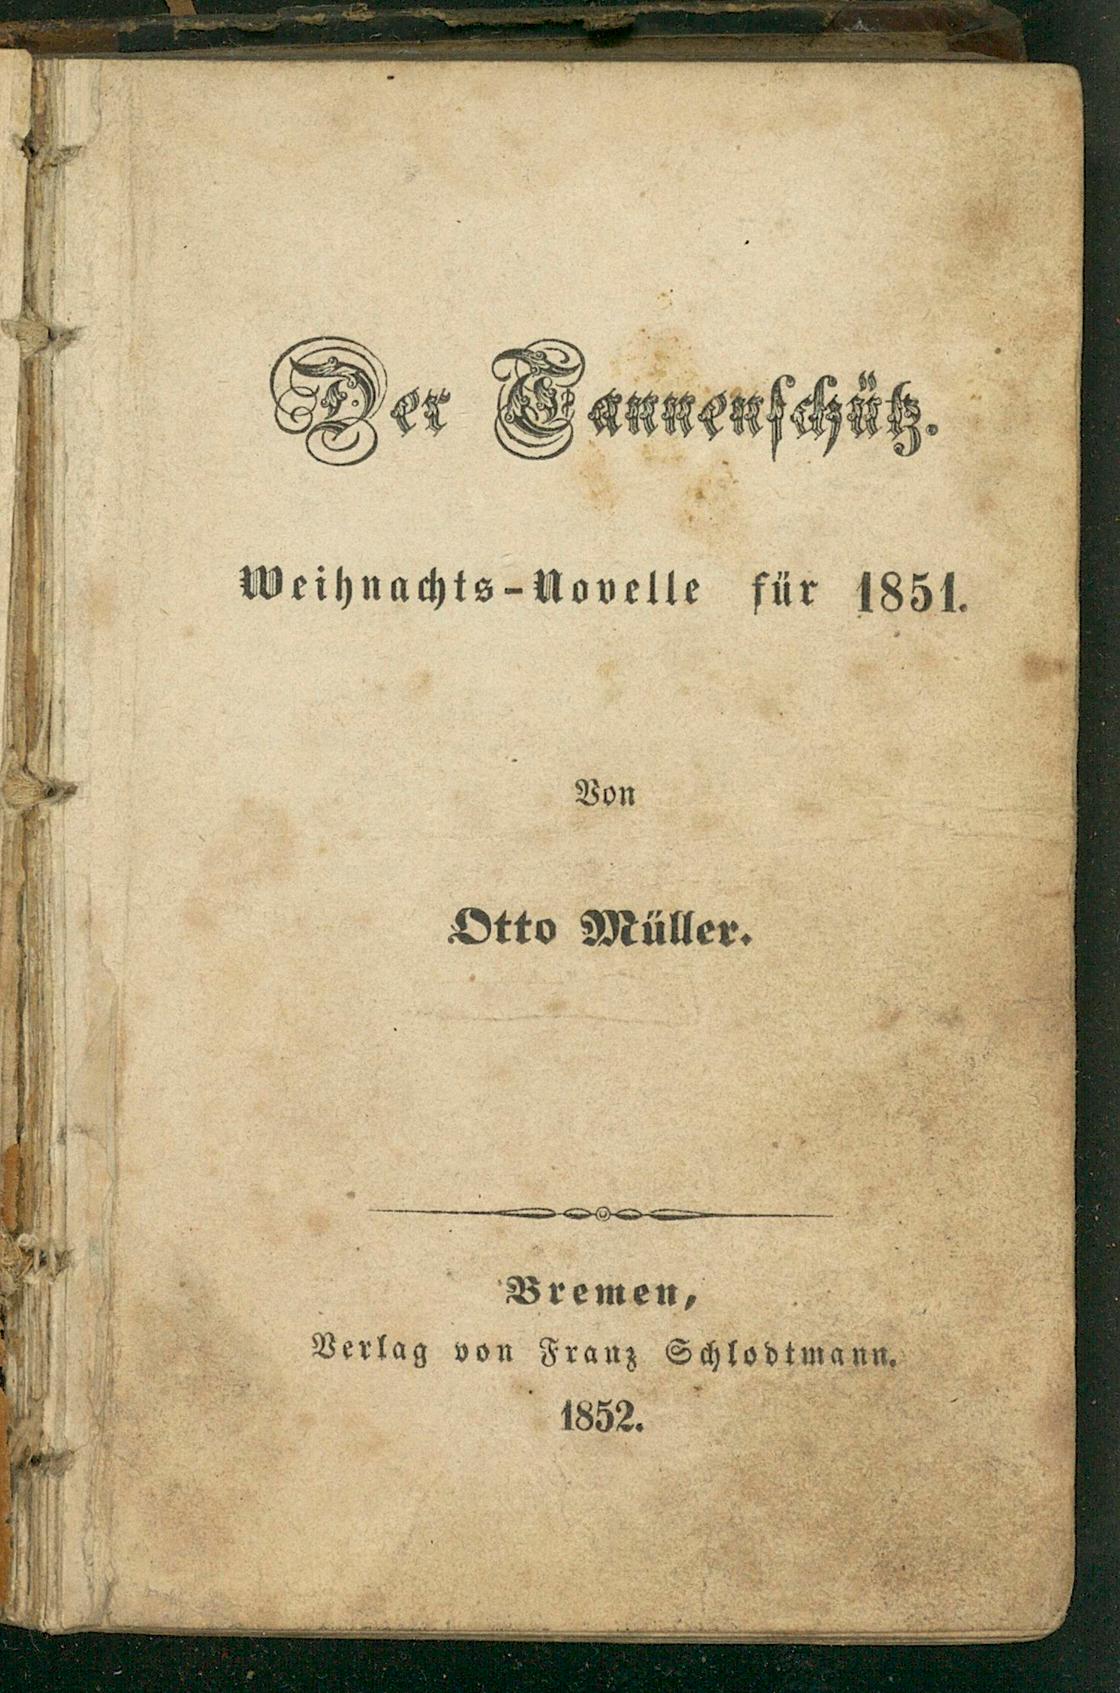 Der Tannenschütz.
Weihnachts-Novelle für 1851.
Von
Otto Müller.
Bremen,
Verlag von Franz Schlodtmann.
1852.